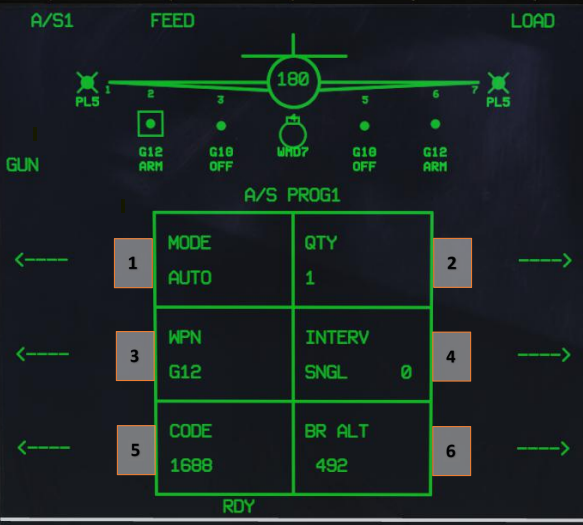 A/S1 FEED LOAD
180
1 2 3 5 6 7
PL5 PL5
G12 G10 WMD7 G10 G12
ARM OFF OFF ARM
GUN
A/S PROG1
MODE QTY
1 AUTO 1 2
WPN INTERV
3 G12 SNGL 0 4
CODE BR ALT
5 1688 492 6
RDY